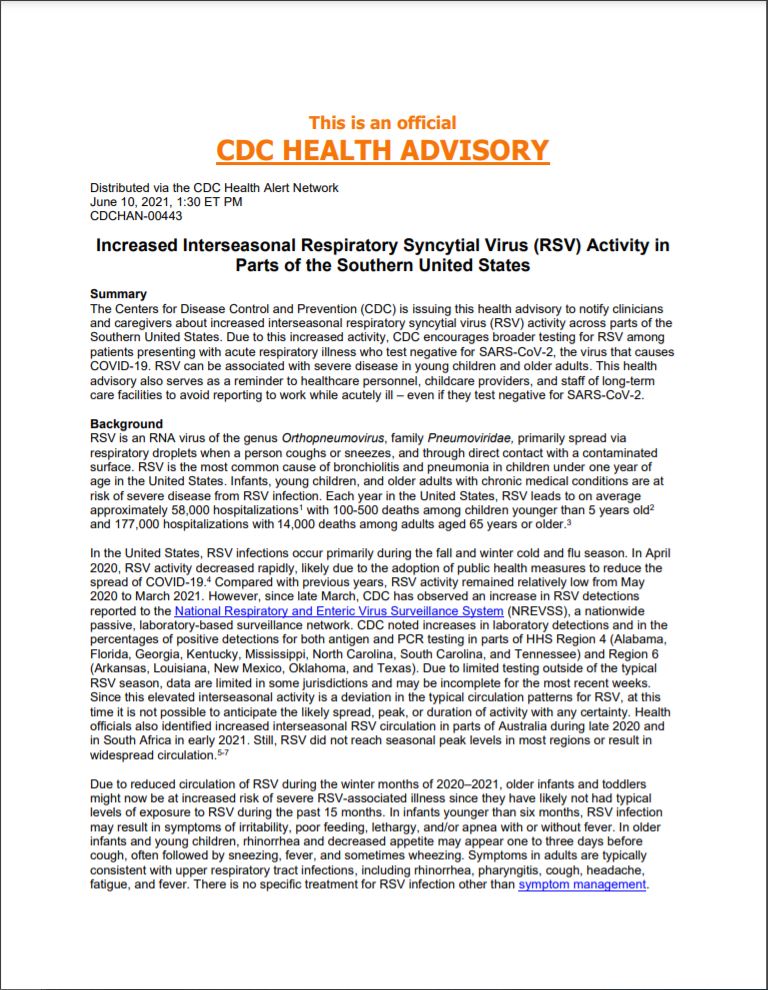 This is an official
CDC HEALTH ADVISORY
Distributed via the CDC Health Alert Network
June 10, 2021, 1:30 ET PM
CDCHAN-00443
Increased Interseasonal Respiratory Syncytial Virus (RSV) Activity in
Parts of the Southern United States
Summary
The Centers for Disease Control and Prevention (CDC) is issuing this health advisory to notify clinicians
and caregivers about increased interseasonal respiratory syncytial virus (RSV) activity across parts of the
Southern United States. Due to this increased activity, CDC encourages broader testing for RSV among
patients presenting with acute respiratory illness who test negative for SARS-CoV-2, the virus that causes
COVID-19. RSV can be associated with severe disease in young children and older adults. This health
advisory also serves as a reminder to healthcare personnel, childcare providers, and staff of long-term
care facilities to avoid reporting to work while acutely ill – even if they test negative for SARS-CoV-2.
Background
RSV is an RNA virus of the genus Orthopneumovirus, family Pneumoviridae, primarily spread via
respiratory droplets when a person coughs or sneezes, and through direct contact with a contaminated
surface. RSV is the most common cause of bronchiolitis and pneumonia in children under one year of
age in the United States. Infants, young children, and older adults with chronic medical conditions are at
risk of severe disease from RSV infection. Each year in the United States, RSV leads to on average
approximately 58,000 hospitalizations¹ with 100-500 deaths among children younger than 5 years old²
and 177,000 hospitalizations with 14,000 deaths among adults aged 65 years or older.³
In the United States, RSV infections occur primarily during the fall and winter cold and flu season. In April
2020, RSV activity decreased rapidly, likely due to the adoption of public health measures to reduce the
spread of COVID-19.⁴ Compared with previous years, RSV activity remained relatively low from May
2020 to March 2021. However, since late March, CDC has observed an increase in RSV detections
reported to the National Respiratory and Enteric Virus Surveillance System (NREVSS), a nationwide
passive, laboratory-based surveillance network. CDC noted increases in laboratory detections and in the
percentages of positive detections for both antigen and PCR testing in parts of HHS Region 4 (Alabama,
Florida, Georgia, Kentucky, Mississippi, North Carolina, South Carolina, and Tennessee) and Region 6
(Arkansas, Louisiana, New Mexico, Oklahoma, and Texas). Due to limited testing outside of the typical
RSV season, data are limited in some jurisdictions and may be incomplete for the most recent weeks.
Since this elevated interseasonal activity is a deviation in the typical circulation patterns for RSV, at this
time it is not possible to anticipate the likely spread, peak, or duration of activity with any certainty. Health
officials also identified increased interseasonal RSV circulation in parts of Australia during late 2020 and
in South Africa in early 2021. Still, RSV did not reach seasonal peak levels in most regions or result in
widespread circulation.⁵⁻⁷
Due to reduced circulation of RSV during the winter months of 2020–2021, older infants and toddlers
might now be at increased risk of severe RSV-associated illness since they have likely not had typical
levels of exposure to RSV during the past 15 months. In infants younger than six months, RSV infection
may result in symptoms of irritability, poor feeding, lethargy, and/or apnea with or without fever. In older
infants and young children, rhinorrhea and decreased appetite may appear one to three days before
cough, often followed by sneezing, fever, and sometimes wheezing. Symptoms in adults are typically
consistent with upper respiratory tract infections, including rhinorrhea, pharyngitis, cough, headache,
fatigue, and fever. There is no specific treatment for RSV infection other than symptom management.